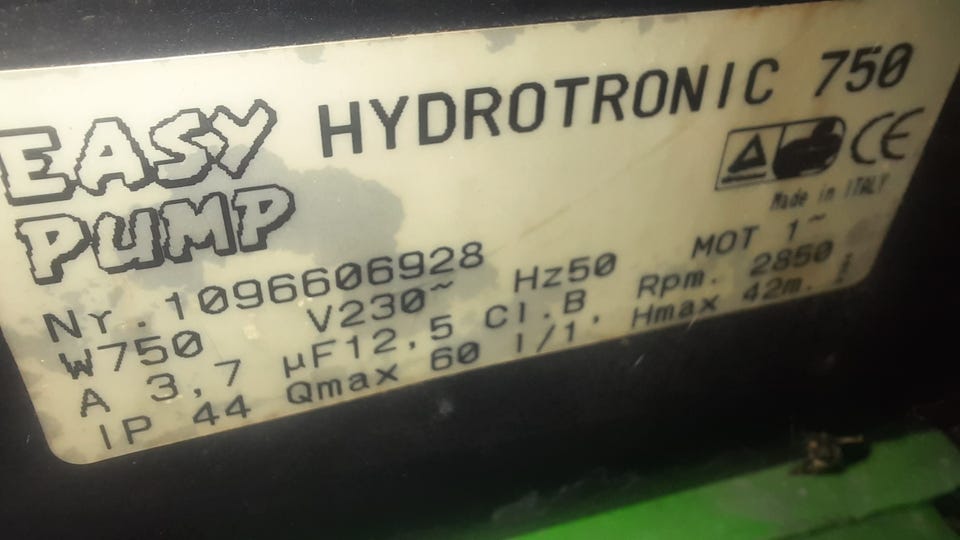 EASY PUMP
HYDROTRONIC 750
CE
Made in ITALY
Nr. 1096606928
MOT 1~
W750 V230~ Hz50 Rpm. 2850
A 3,7 µF12,5 Cl.B
IP 44 Qmax 60 l/1' Hmax 42m.